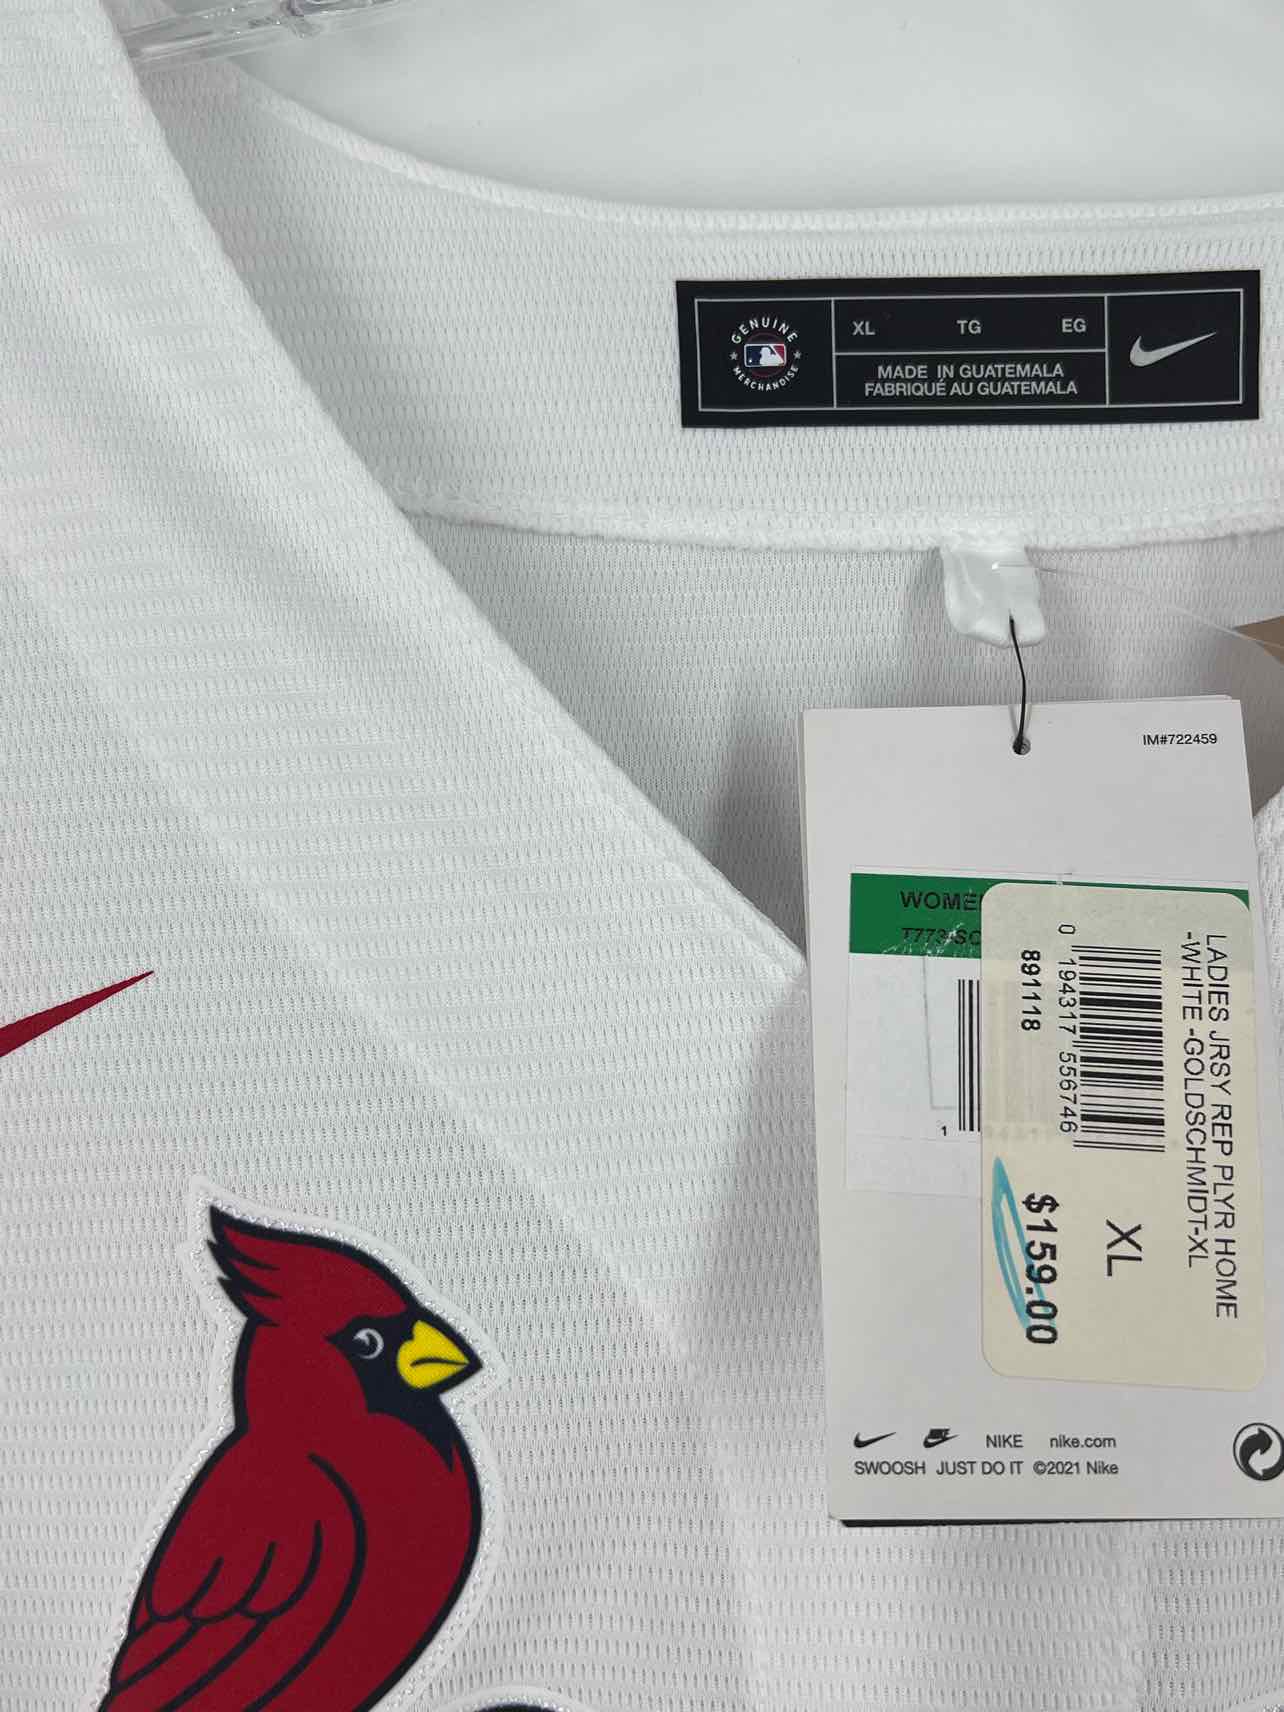 GENUINE
MERCHANDISE
XL TG EG
MADE IN GUATEMALA
FABRIQUÉ AU GUATEMALA
IM#722459
LADIES JRSY REP PLYR HOME
-WHITE -GOLDSCHMIDT-XL
0 194317 556746
XL
891118
$159.00
1
NIKE nike.com
SWOOSH JUST DO IT ©2021 Nike